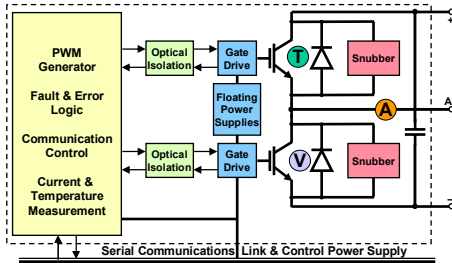 PWM
Generator
Fault & Error
Logic
Communication
Control
Current &
Temperature
Measurement
Optical
Isolation
Gate
Drive
Floating
Power
Supplies
Optical
Isolation
Gate
Drive
T
Snubber
A
V
Snubber
+
A
−
Serial Communications Link & Control Power Supply